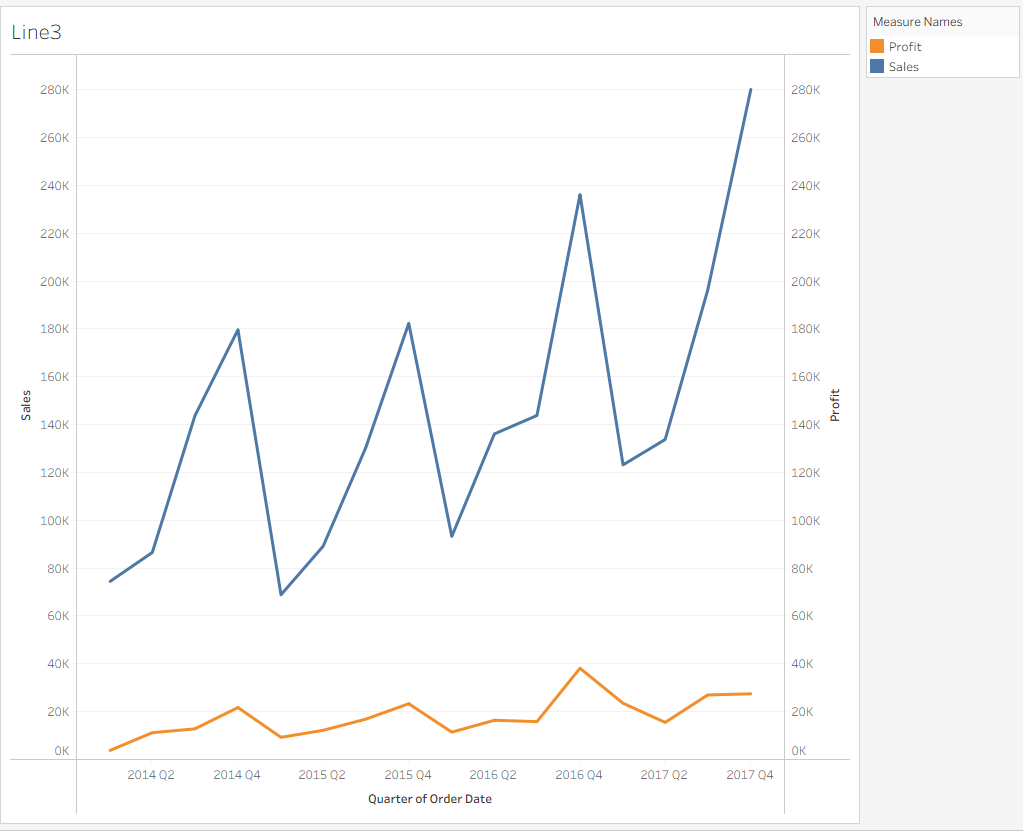 Line3
Measure Names
Profit
Sales
280K
260K
240K
220K
200K
180K
160K
140K
120K
100K
80K
60K
40K
20K
0K
Sales
280K
260K
240K
220K
200K
180K
160K
140K
120K
100K
80K
60K
40K
20K
0K
Profit
2014 Q2 2014 Q4 2015 Q2 2015 Q4 2016 Q2 2016 Q4 2017 Q2 2017 Q4
Quarter of Order Date